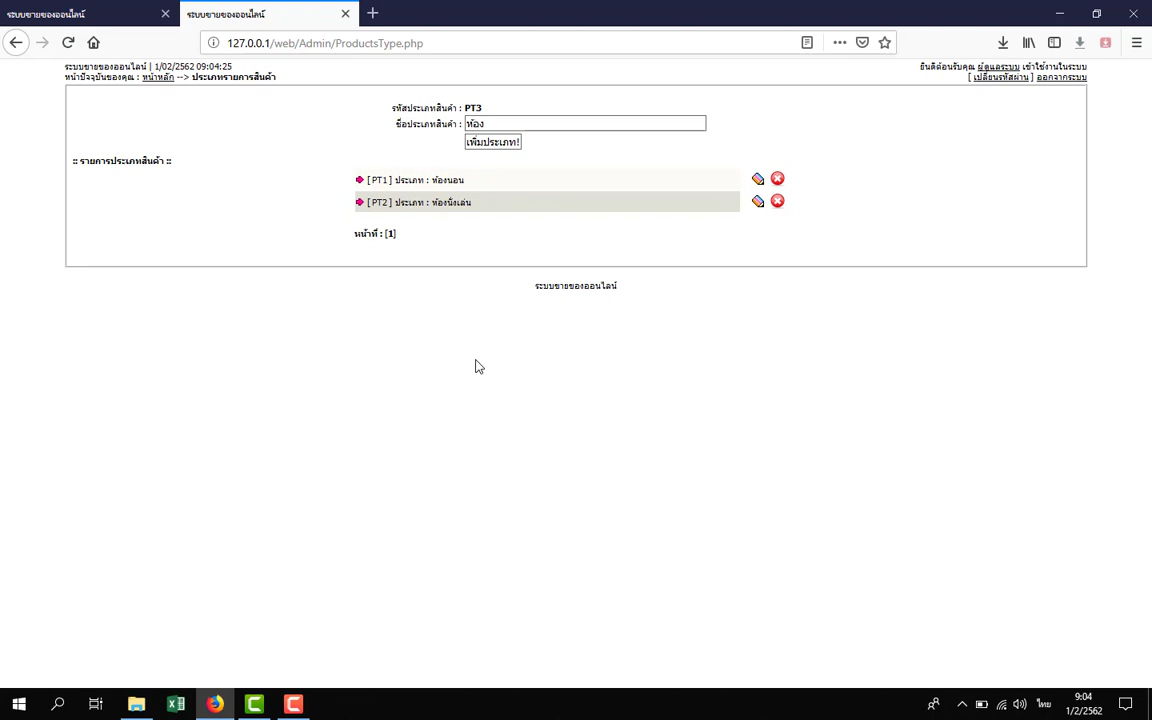 ระบบขายของออนไลน์
ระบบขายของออนไลน์
127.0.0.1/web/Admin/ProductsType.php
ระบบขายของออนไลน์ | 1/02/2562 09:04:25
ยินดีต้อนรับคุณ ผู้ดูแลระบบ เข้าใช้งานในระบบ
หน้าปัจจุบันของคุณ : หน้าหลัก --> ประเภทรายการสินค้า
[ เปลี่ยนรหัสผ่าน ] ออกจากระบบ
รหัสประเภทสินค้า : PT3
ชื่อประเภทสินค้า : ห้อง
เพิ่มประเภท!
:: รายการประเภทสินค้า ::
[PT1] ประเภท : ห้องนอน
[PT2] ประเภท : ห้องนั่งเล่น
หน้าที่ : [1]
ระบบขายของออนไลน์
ไทย
9:04
1/2/2562